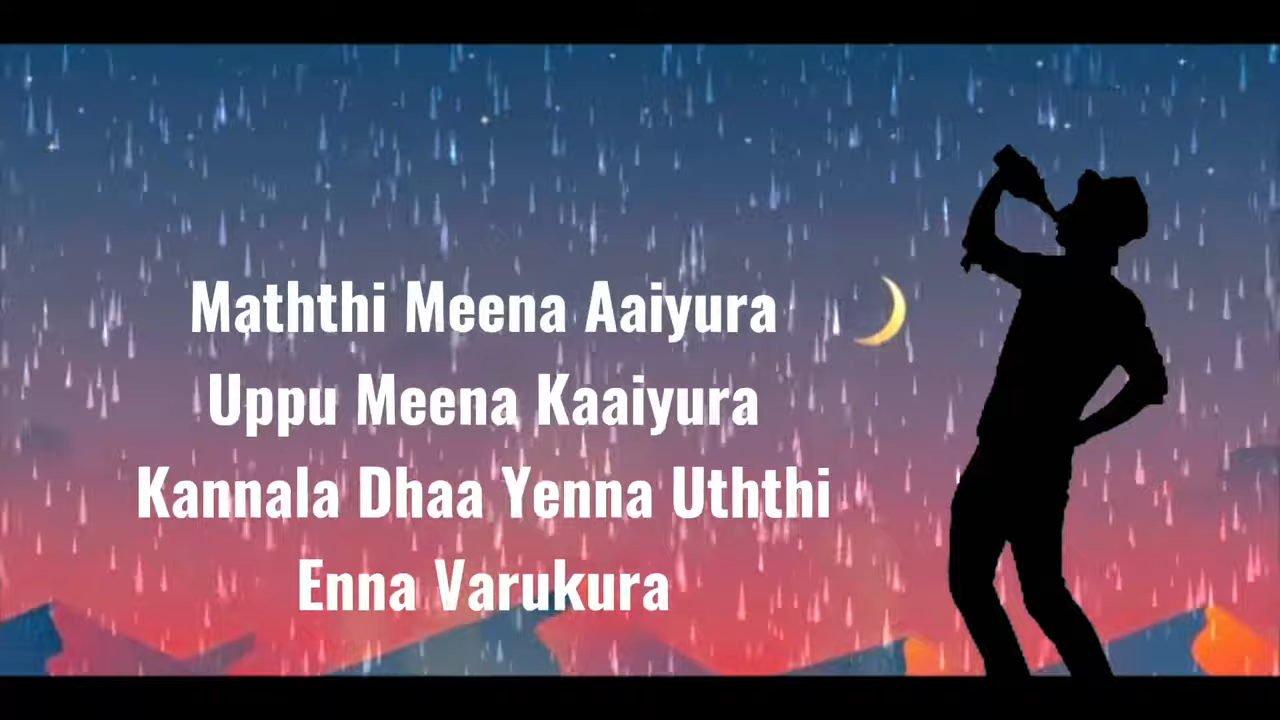 Maththi Meena Aaiyura
Uppu Meena Kaaiyura
Kannala Dhaa Yenna Uththi
Enna Varukura